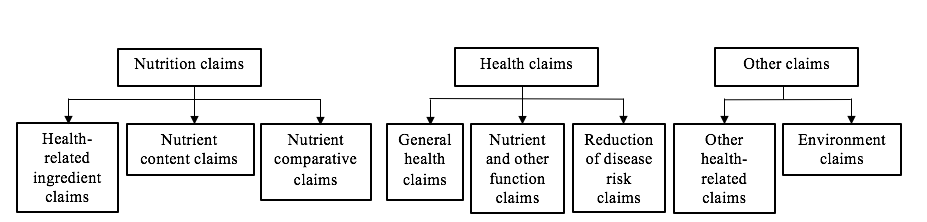 Nutrition claims
Health claims
Other claims
Health-
related
ingredient
claims
Nutrient
content claims
Nutrient
comparative
claims
General
health
claims
Nutrient
and other
function
claims
Reduction
of disease
risk
claims
Other
health-
related
claims
Environment
claims